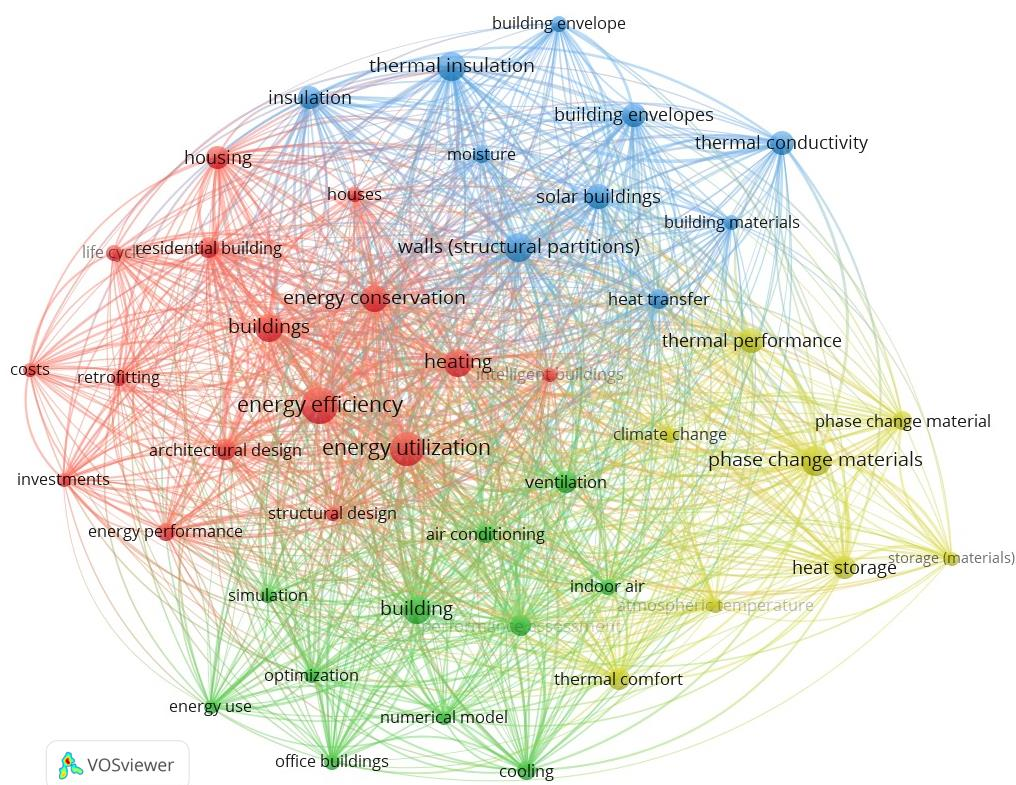 building envelope
thermal insulation
insulation
building envelopes
thermal conductivity
housing
moisture
houses
solar buildings
building materials
life cycle
residential building
walls (structural partitions)
energy conservation
heat transfer
buildings
thermal performance
heating
costs
retrofitting
intelligent buildings
energy efficiency
phase change material
climate change
architectural design
energy utilization
phase change materials
investments
ventilation
structural design
energy performance
air conditioning
storage (materials)
heat storage
indoor air
simulation
building
atmospheric temperature
performance assessment
optimization
thermal comfort
energy use
numerical model
office buildings
cooling
VOSviewer